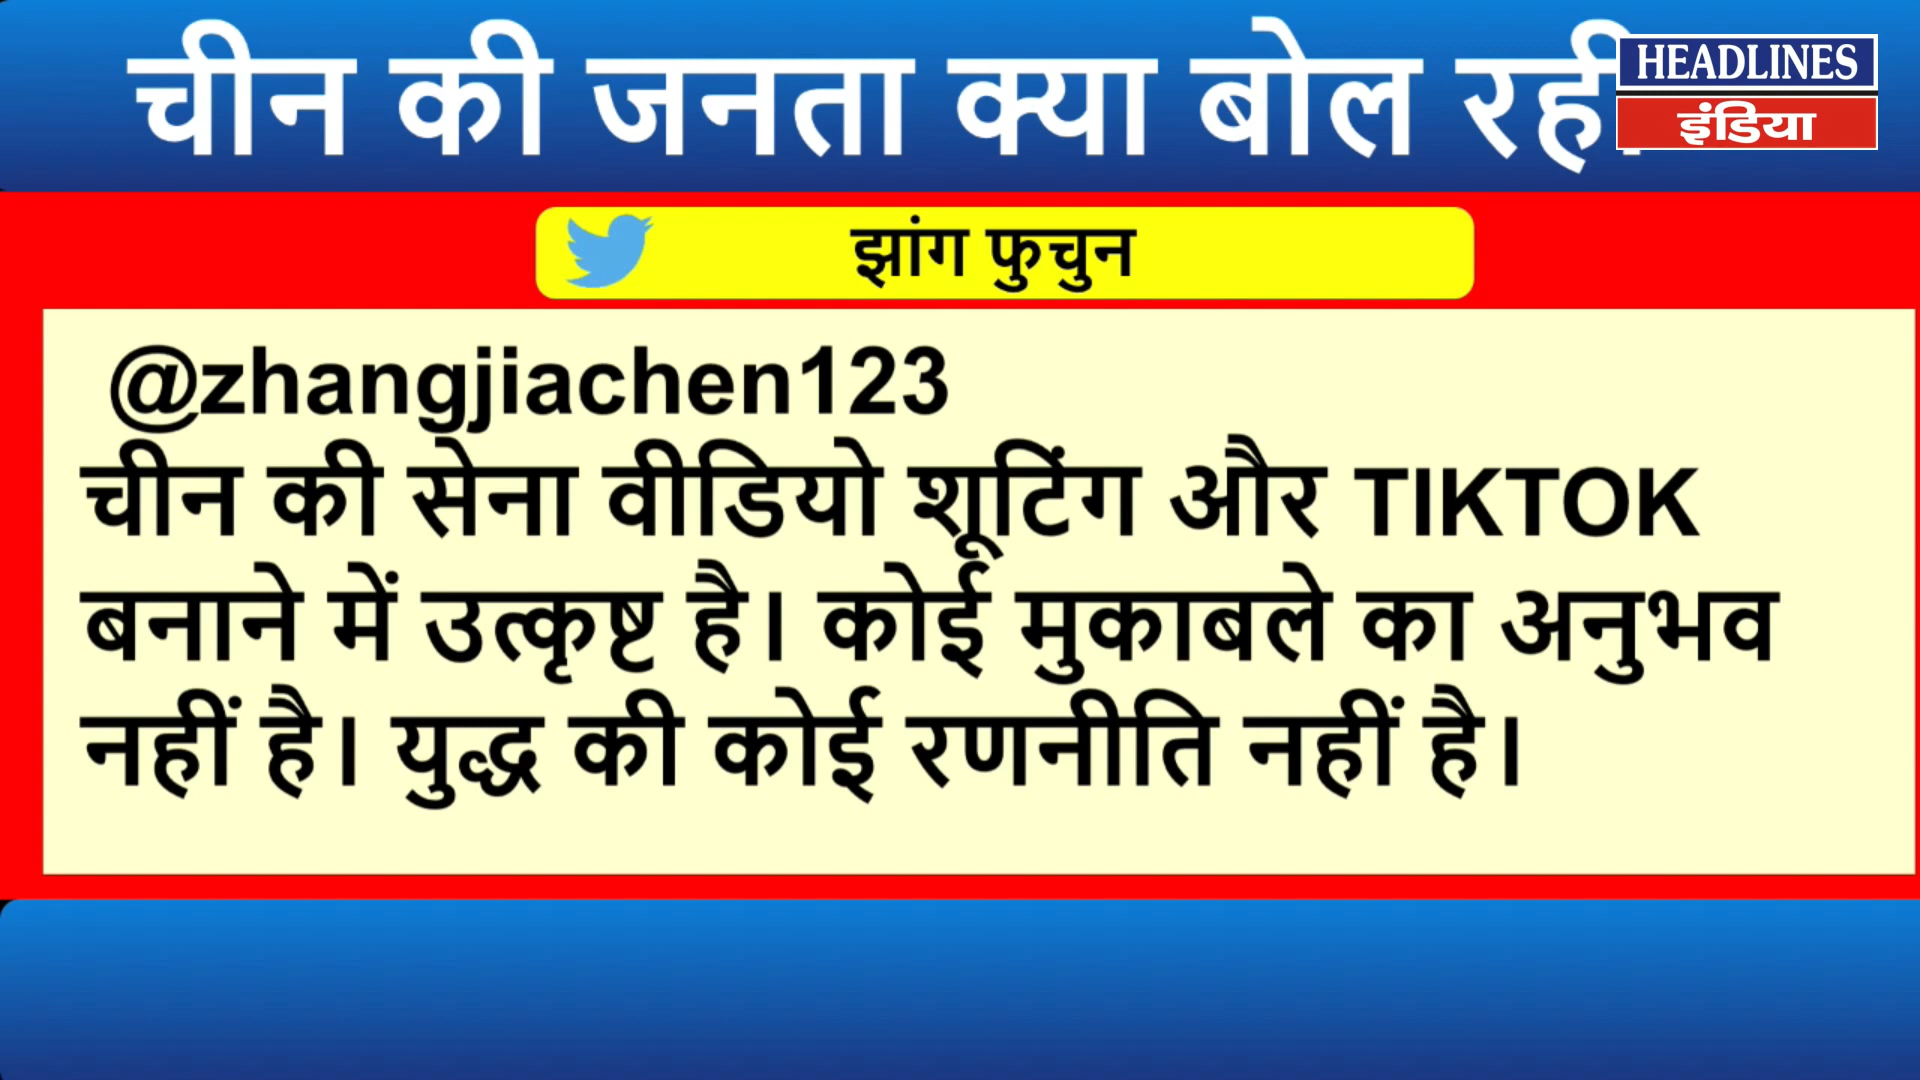 चीन की जनता क्या बोल रही
HEADLINES
इंडिया
झांग फुचुन
@zhangjiachen123
चीन की सेना वीडियो शूटिंग और TIKTOK
बनाने में उत्कृष्ट है। कोई मुकाबले का अनुभव
नहीं है। युद्ध की कोई रणनीति नहीं है।